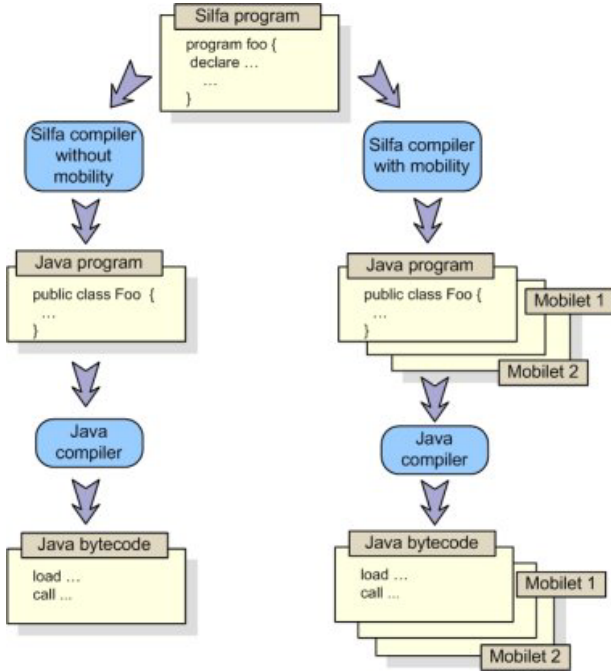 Silfa program
program foo {
declare …
…
}
Silfa compiler
without
mobility
Silfa compiler
with mobility
Java program
public class Foo {
…
}
Java program
public class Foo {
…
}
Mobilet 1
Mobilet 2
Java
compiler
Java
compiler
Java bytecode
load …
call ...
Java bytecode
load …
call ...
Mobilet 1
Mobilet 2